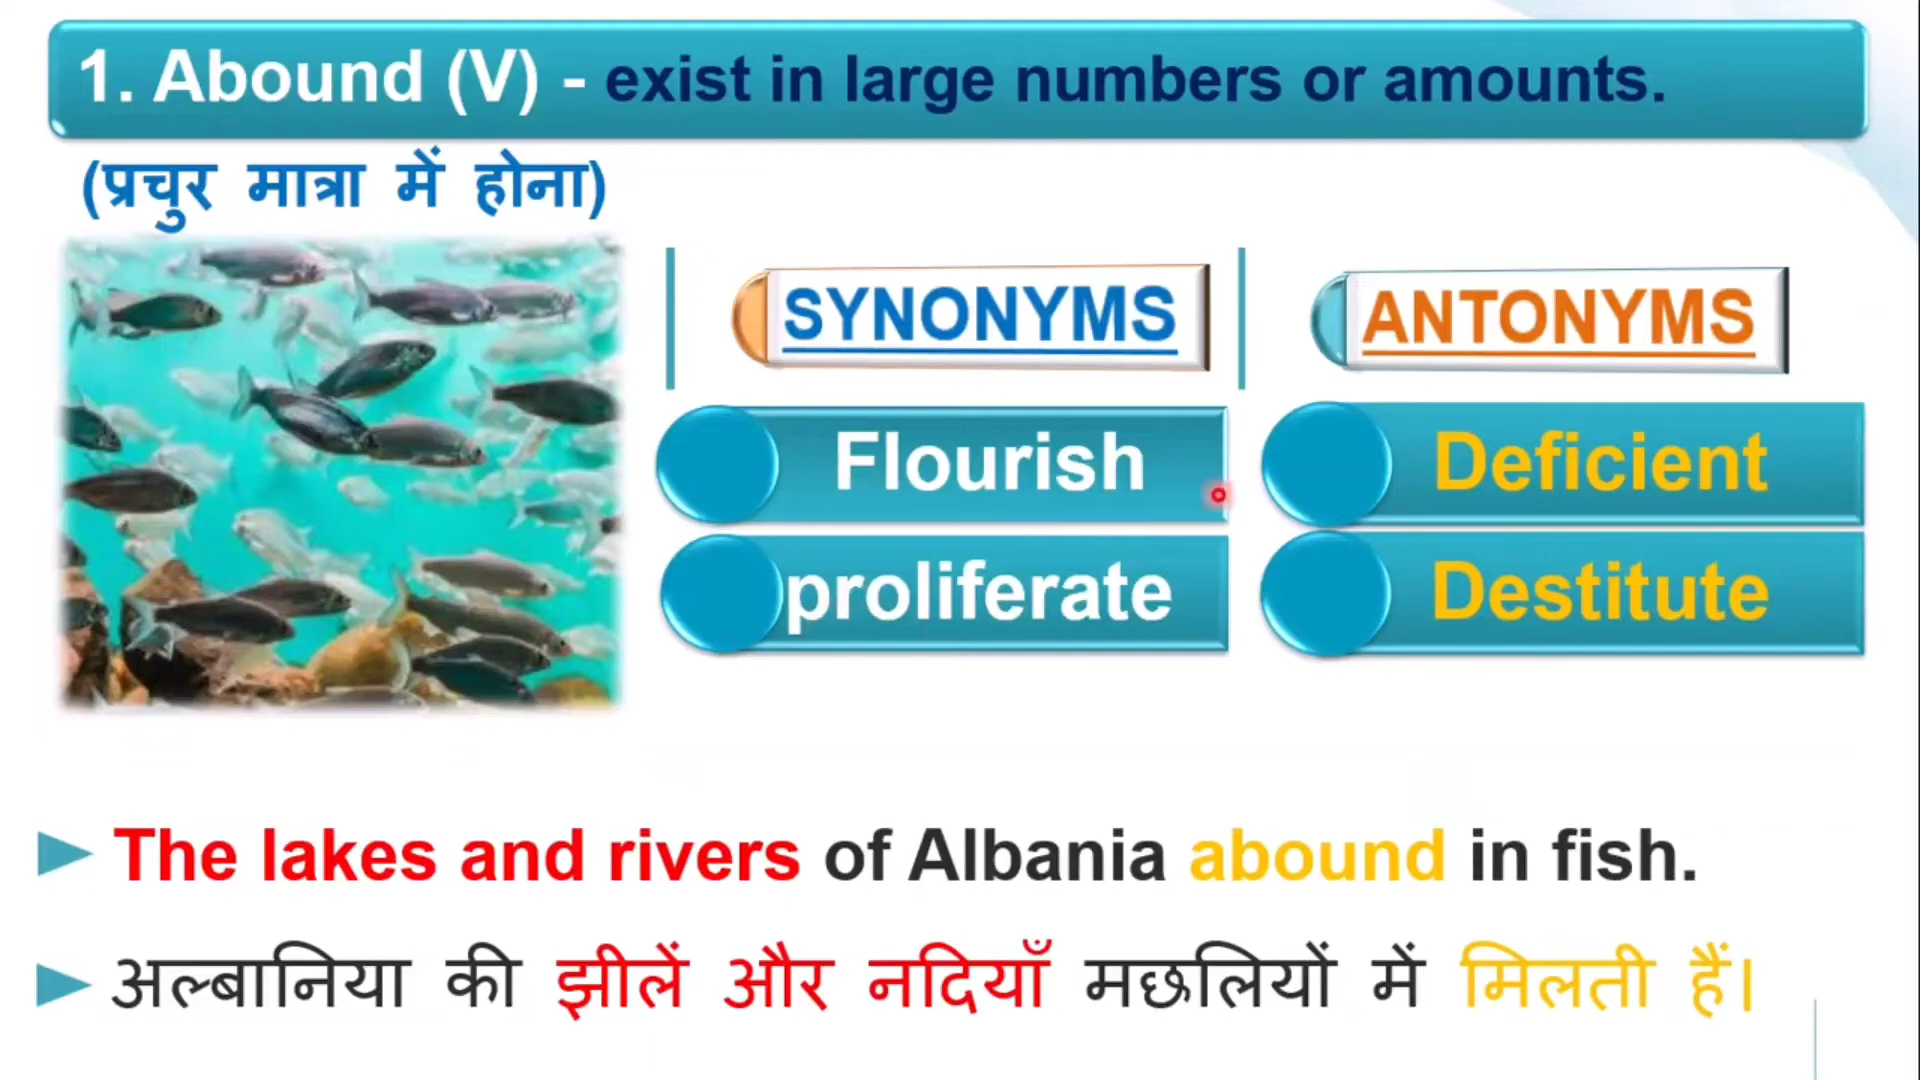 1. Abound (V) - exist in large numbers or amounts.
(प्रचुर मात्रा में होना)
SYNONYMS
ANTONYMS
Flourish
Deficient
proliferate
Destitute
The lakes and rivers of Albania abound in fish.
अल्बानिया की झीलें और नदियाँ मछलियों में मिलती हैं।